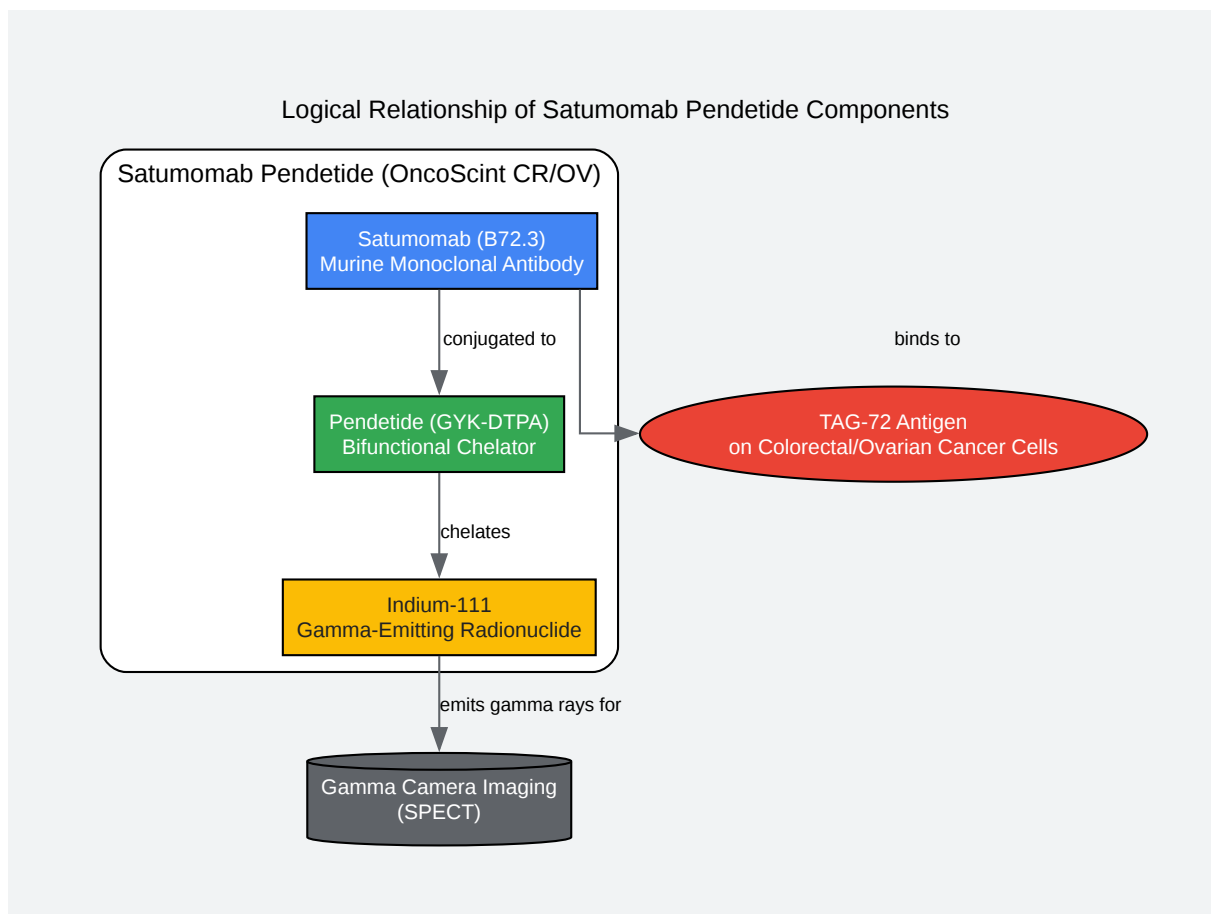 Logical Relationship of Satumomab Pendetide Components
Satumomab Pendetide (OncoScint CR/OV)
Satumomab (B72.3)
Murine Monoclonal Antibody
conjugated to
binds to
Pendetide (GYK-DTPA)
Bifunctional Chelator
TAG-72 Antigen
on Colorectal/Ovarian Cancer Cells
chelates
Indium-111
Gamma-Emitting Radionuclide
emits gamma rays for
Gamma Camera Imaging
(SPECT)